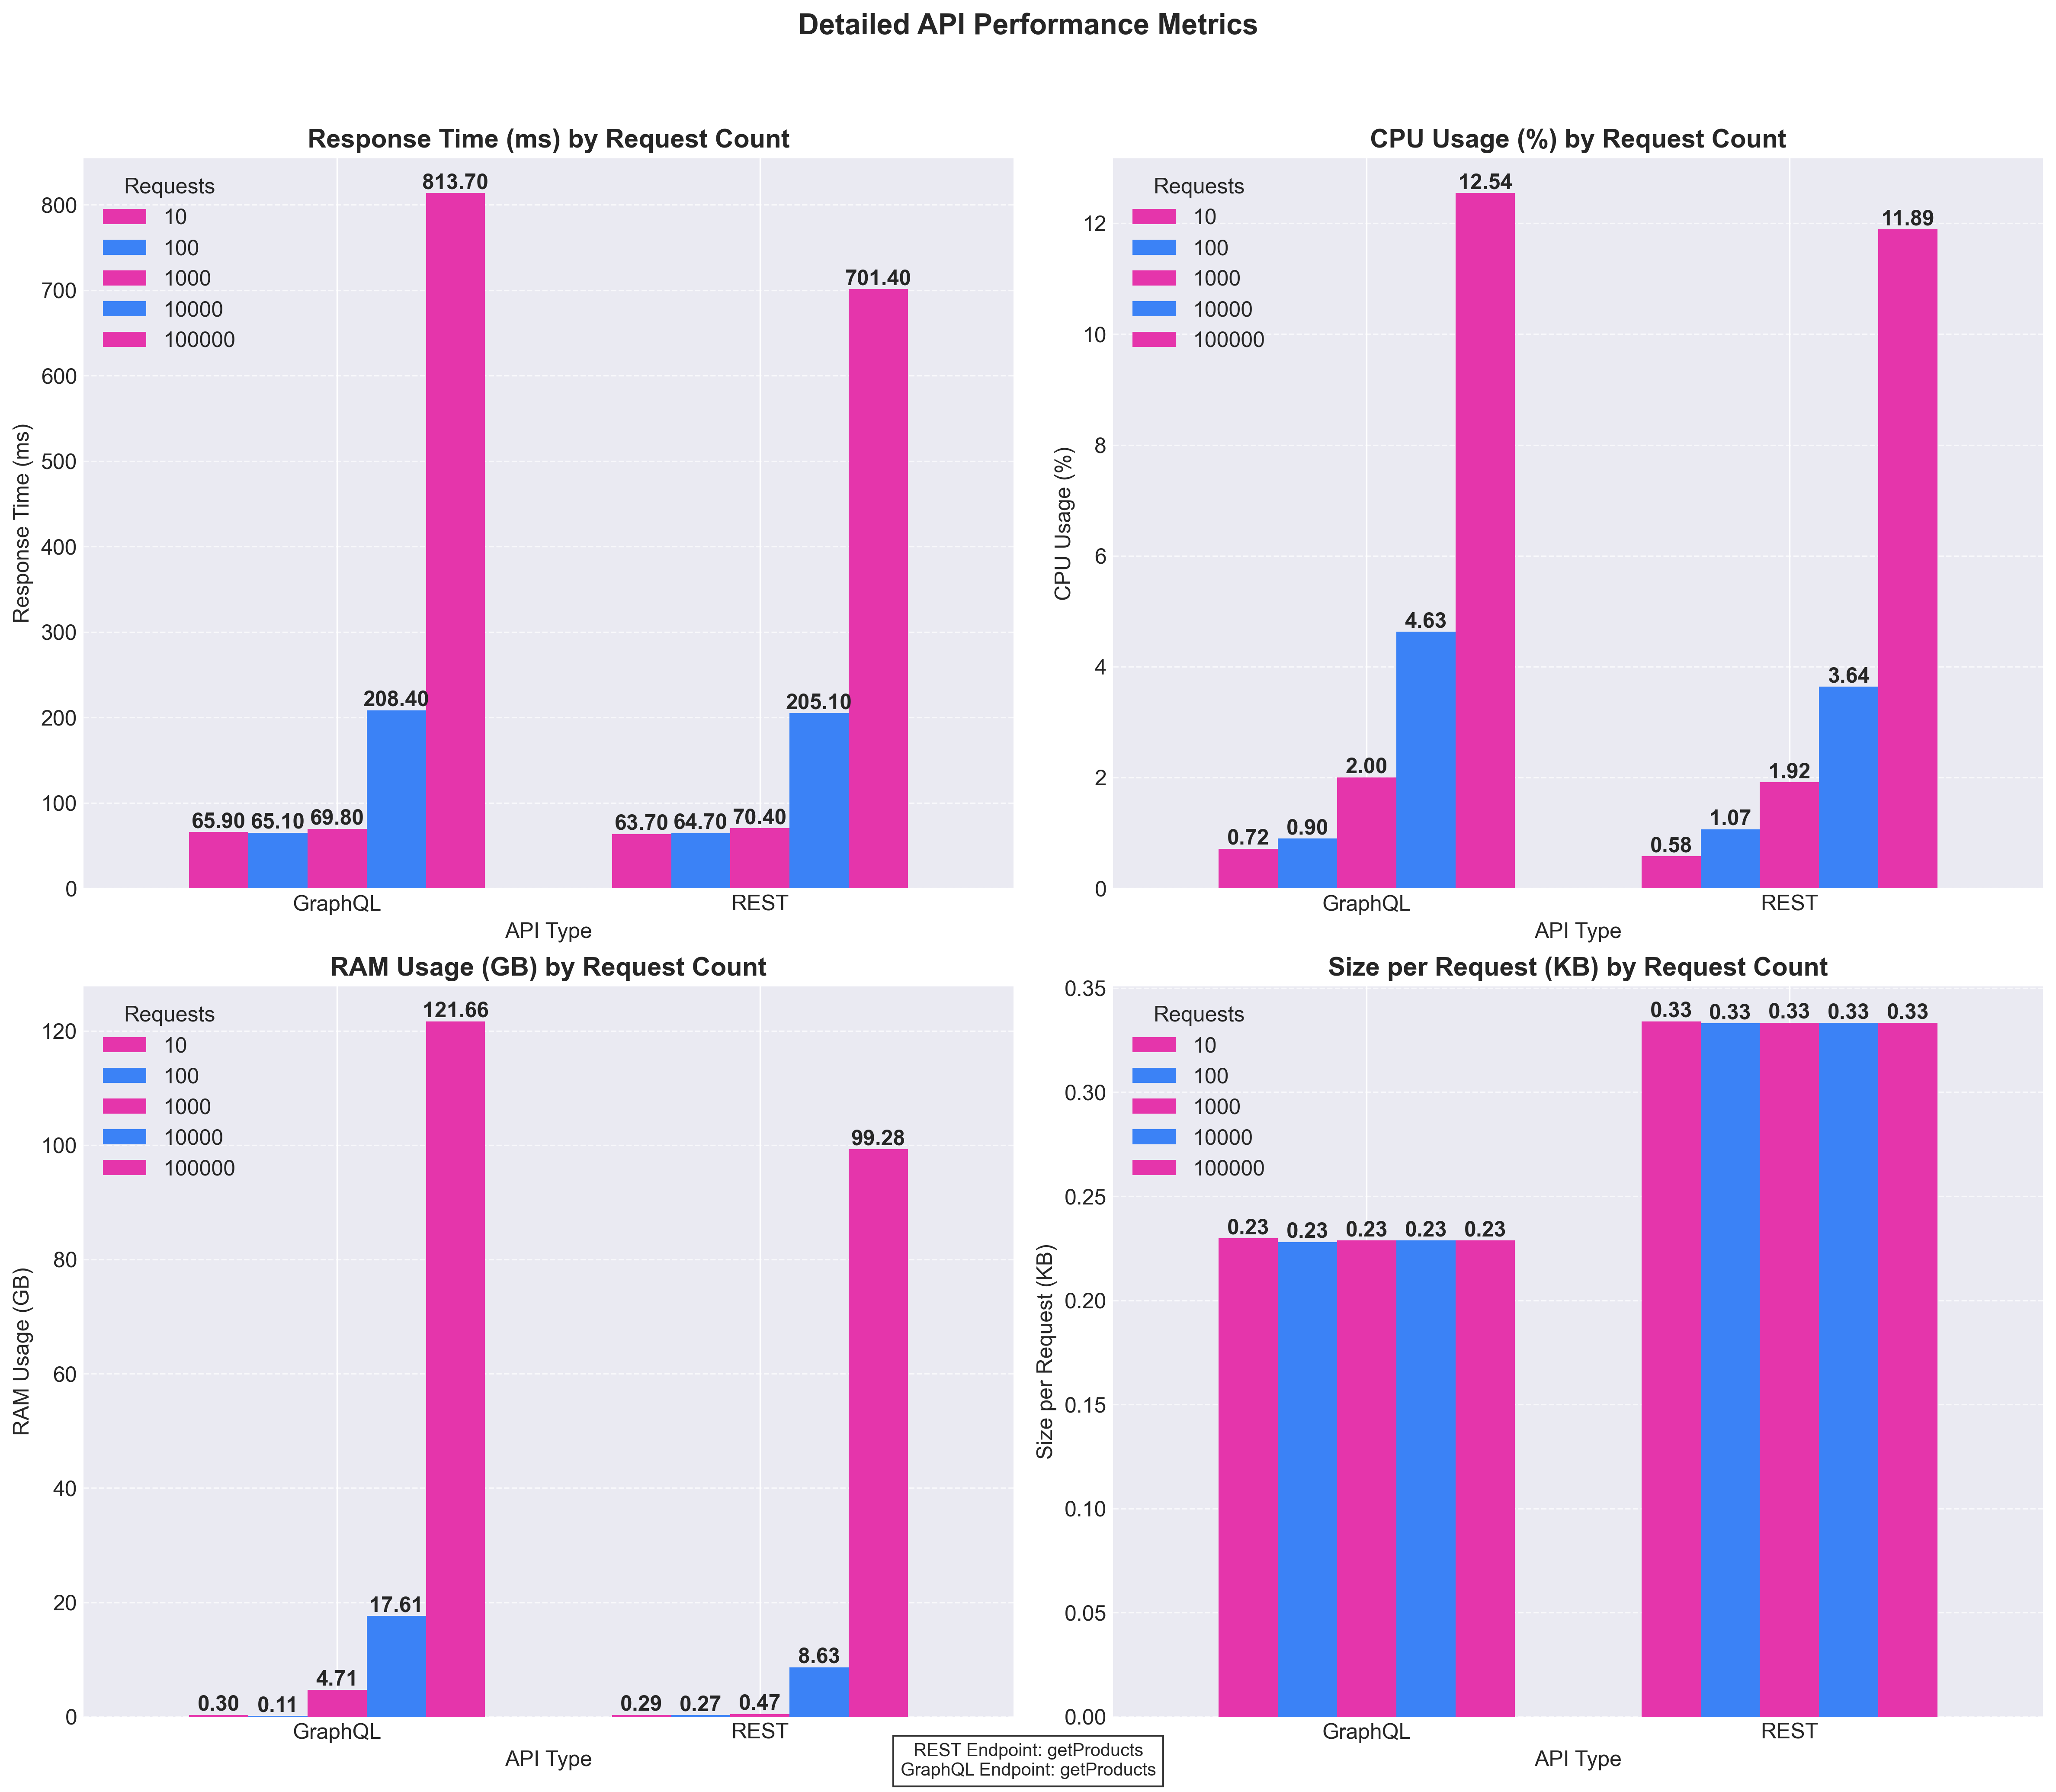 Detailed API Performance Metrics
Response Time (ms) by Request Count
Requests
10
100
1000
10000
100000
813.70
701.40
208.40
205.10
65.90 65.10 69.80
63.70 64.70 70.40
800
700
600
500
400
300
200
100
0
Response Time (ms)
GraphQL REST
API Type
CPU Usage (%) by Request Count
Requests
10
100
1000
10000
100000
12.54
11.89
4.63
3.64
2.00
1.92
0.72 0.90
0.58 1.07
12
10
8
6
4
2
0
CPU Usage (%)
GraphQL REST
API Type
RAM Usage (GB) by Request Count
Requests
10
100
1000
10000
100000
121.66
99.28
17.61
8.63
4.71
0.30 0.11
0.29 0.27 0.47
120
100
80
60
40
20
0
RAM Usage (GB)
GraphQL REST
API Type
Size per Request (KB) by Request Count
Requests
10
100
1000
10000
100000
0.33 0.33 0.33 0.33 0.33
0.23 0.23 0.23 0.23 0.23
0.35
0.30
0.25
0.20
0.15
0.10
0.05
0.00
Size per Request (KB)
GraphQL REST
API Type
REST Endpoint: getProducts
GraphQL Endpoint: getProducts